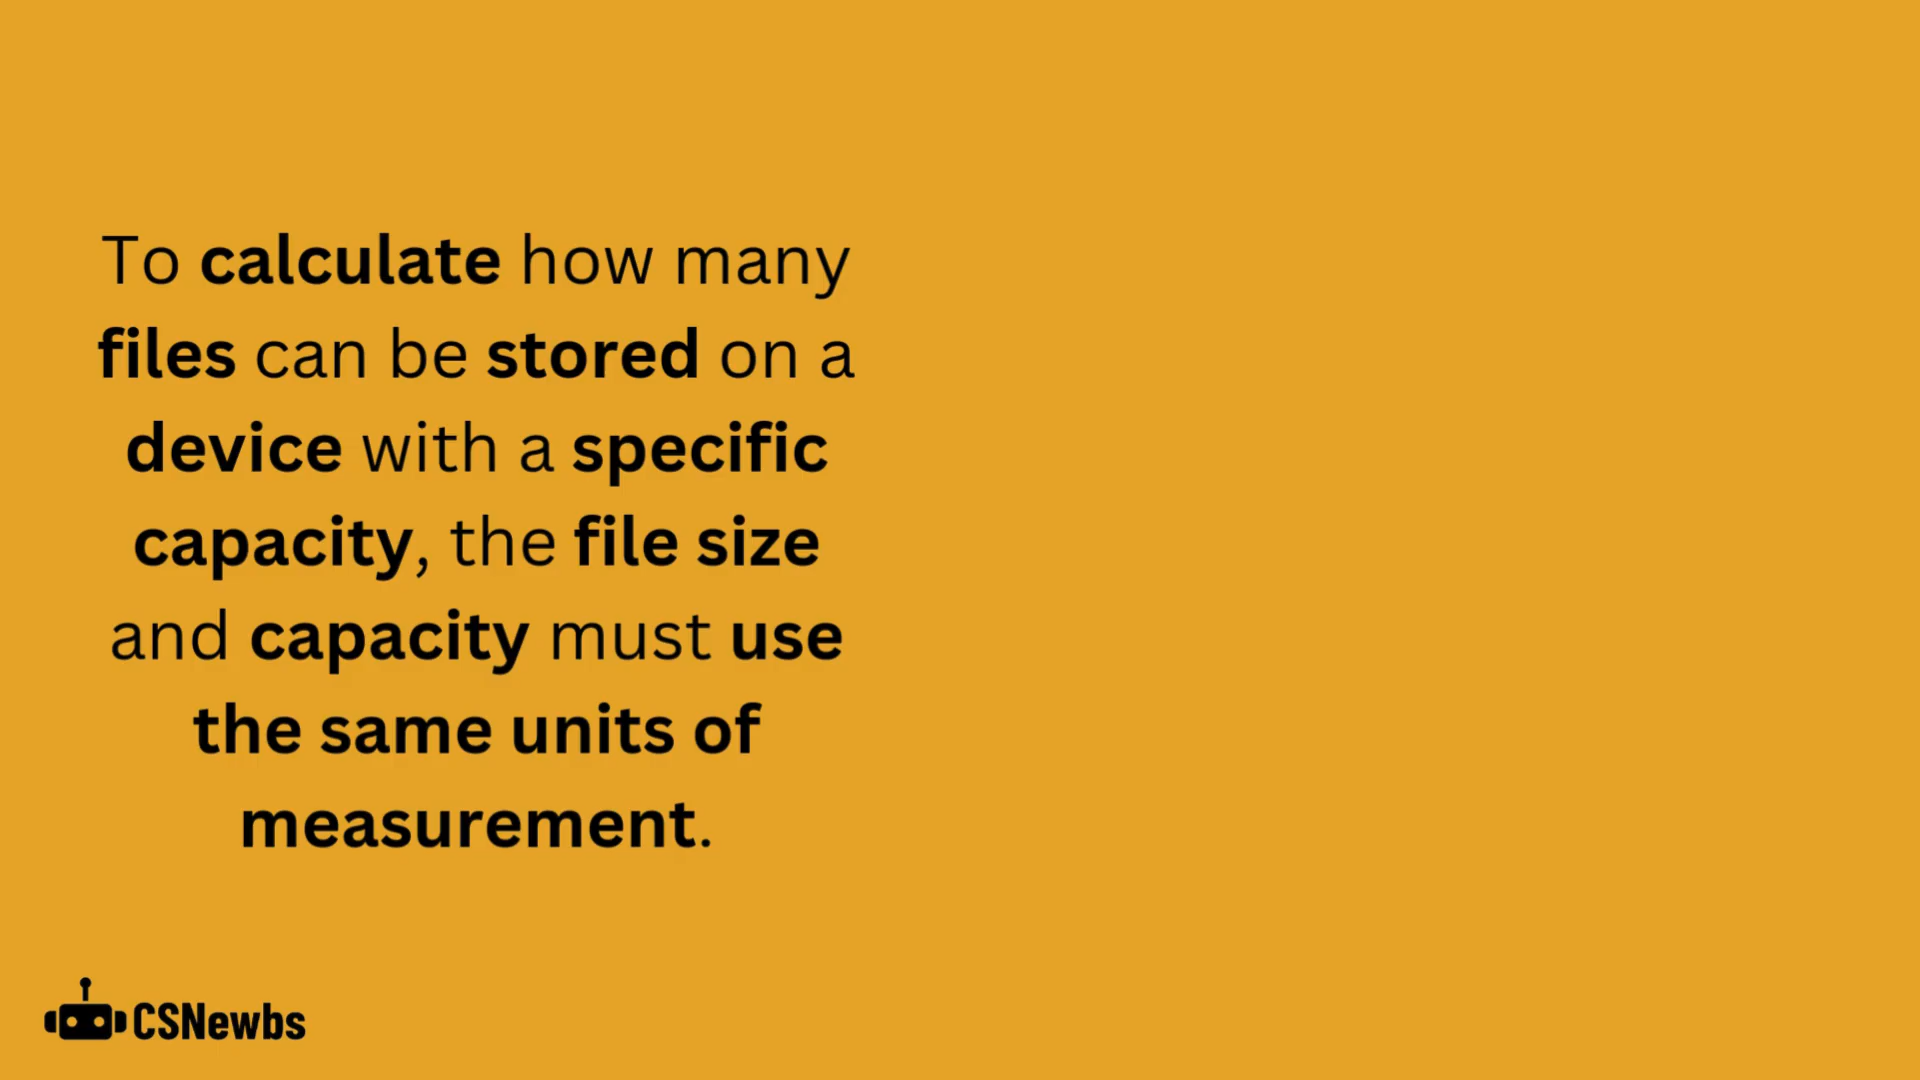 To calculate how many
files can be stored on a
device with a specific
capacity, the file size
and capacity must use
the same units of
measurement.
CSNewbs